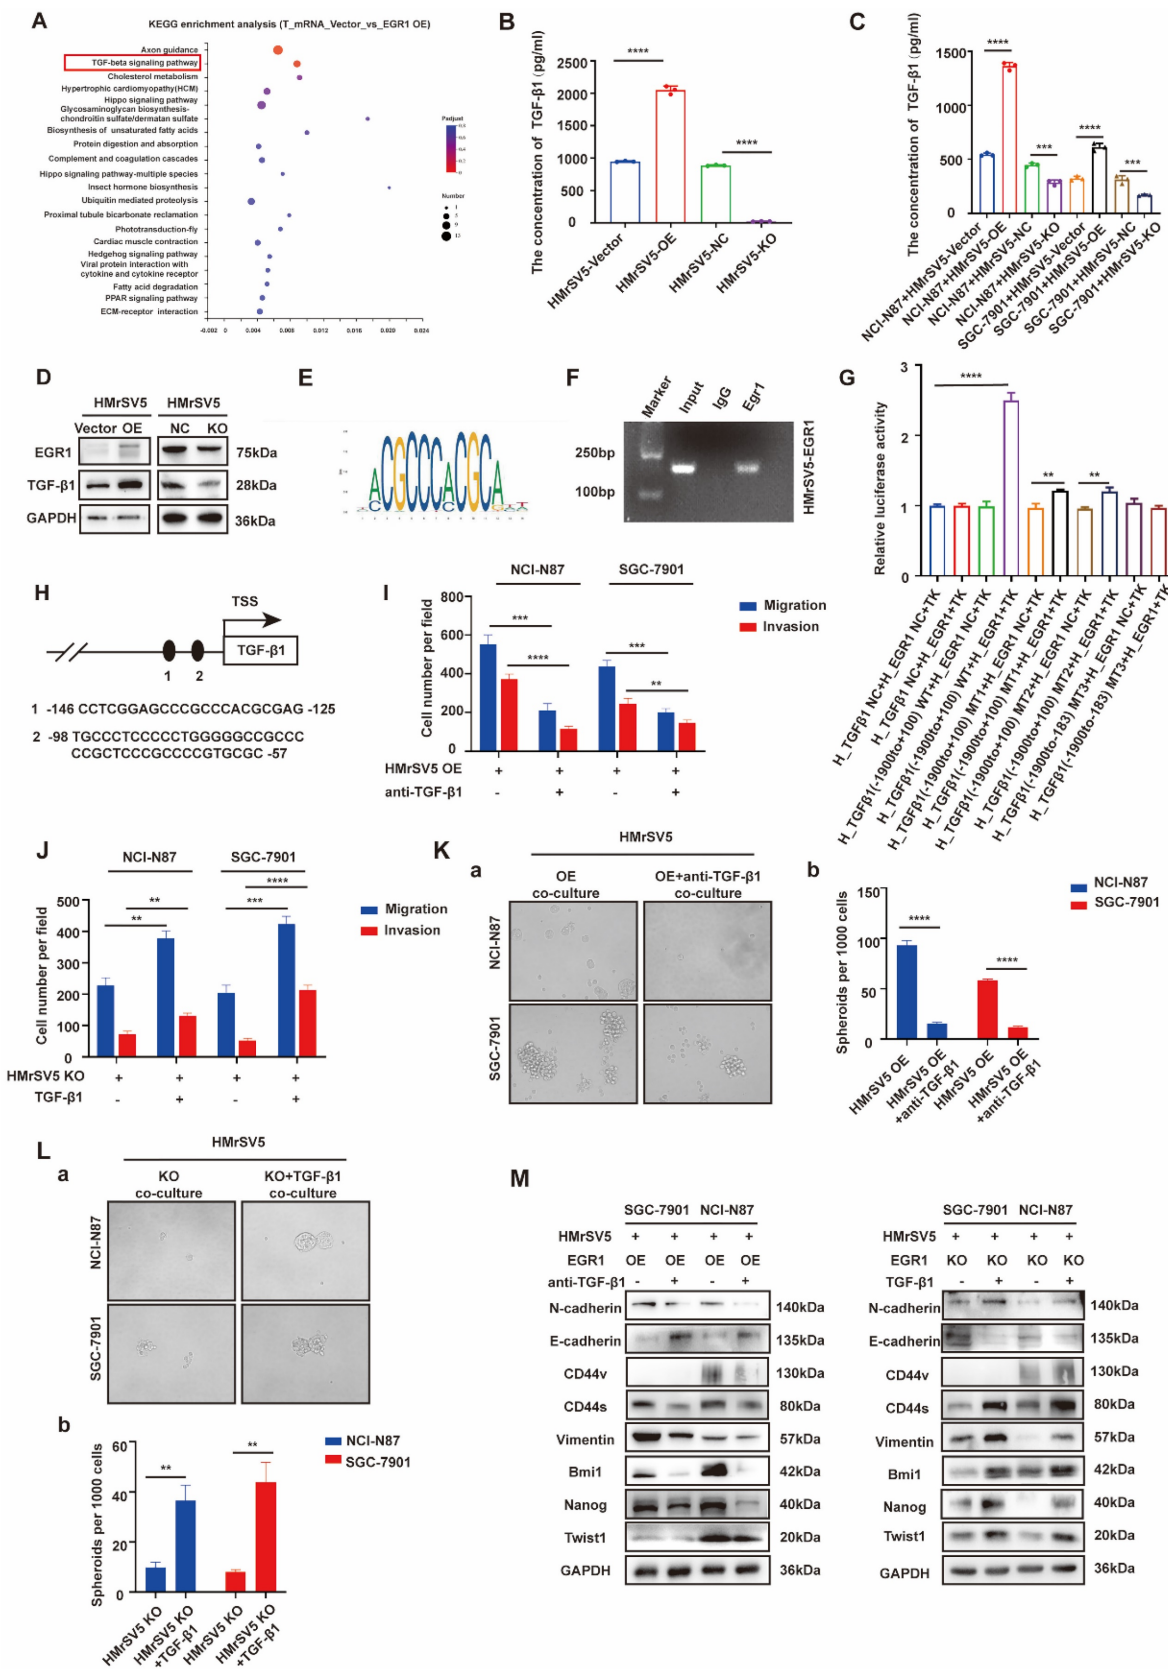 A
KEGG enrichment analysis (T_mRNA_Vector_vs_EGR1 OE)
Axon guidance
TGF-beta signaling pathway
Cholesterol metabolism
Hypertrophic cardiomyopathy(HCM)
Hippo signaling pathway
Glycosaminoglycan biosynthesis-
chondroitin sulfate/dermatan sulfate
Biosynthesis of unsaturated fatty acids
Protein digestion and absorption
Complement and coagulation cascades
Hippo signaling pathway-multiple species
Insect hormone biosynthesis
Ubiquitin mediated proteolysis
Proximal tubule bicarbonate reclamation
Phototransduction-fly
Cardiac muscle contraction
Hedgehog signaling pathway
Viral protein interaction with
cytokine and cytokine receptor
Fatty acid degradation
PPAR signaling pathway
ECM-receptor interaction
-0.002 0 0.004 0.008 0.012 0.016 0.020 0.024
Padjust
Number
1
5
9
13
B
The concentration of TGF-β1 (pg/ml)
2500
2000
1500
1000
500
0
****
****
HMrSV5-Vector
HMrSV5-OE
HMrSV5-NC
HMrSV5-KO
C
The concentration of TGF-β1 (pg/ml)
1500
1000
500
0
****
***
****
***
NCI-N87+HMrSV5-Vector
NCI-N87+HMrSV5-OE
NCI-N87+HMrSV5-NC
NCI-N87+HMrSV5-KO
SGC-7901+HMrSV5-Vector
SGC-7901+HMrSV5-OE
SGC-7901+HMrSV5-NC
SGC-7901+HMrSV5-KO
D
HMrSV5 HMrSV5
Vector OE NC KO
EGR1 75kDa
TGF-β1 28kDa
GAPDH 36kDa
E
ACGCCCACGCA
F
Marker Input IgG Egr1
250bp
100bp
HMrSV5-EGR1
G
Relative luciferase activity
3
2
1
0
****
**
**
H_TGFβ1 NC+H_EGR1 NC+TK
H_TGFβ1 NC+H_EGR1+TK
H_TGFβ1(-1900to+100) WT+H_EGR1 NC+TK
H_TGFβ1(-1900to+100) WT+H_EGR1+TK
H_TGFβ1(-1900to+100) MT1+H_EGR1 NC+TK
H_TGFβ1(-1900to+100) MT1+H_EGR1+TK
H_TGFβ1(-1900to+100) MT2+H_EGR1 NC+TK
H_TGFβ1(-1900to+100) MT2+H_EGR1+TK
H_TGFβ1(-1900to-183) MT3+H_EGR1 NC+TK
H_TGFβ1(-1900to-183) MT3+H_EGR1+TK
H
TSS
TGF-β1
1 2
1 -146 CCTCGGAGCCCGCCCACGCGAG -125
2 -98 TGCCCTCCCCCTGGGGGCCGCCC
CCGCTCCCGCCCCGTGCGC -57
I
NCI-N87 SGC-7901
Cell number per field
800
600
400
200
0
***
****
***
**
Migration
Invasion
HMrSV5 OE + + + +
anti-TGF-β1 - + - +
J
NCI-N87 SGC-7901
Cell number per field
500
400
300
200
100
0
**
**
****
***
Migration
Invasion
HMrSV5 KO + + + +
TGF-β1 - + - +
K
HMrSV5
a
OE
co-culture
OE+anti-TGF-β1
co-culture
NCI-N87
SGC-7901
b
NCI-N87
SGC-7901
Spheroids per 1000 cells
150
100
50
0
****
****
HMrSV5 OE
HMrSV5 OE
+anti-TGF-β1
HMrSV5 OE
HMrSV5 OE
+anti-TGF-β1
L
HMrSV5
a
KO
co-culture
KO+TGF-β1
co-culture
NCI-N87
SGC-7901
b
NCI-N87
SGC-7901
Spheroids per 1000 cells
60
40
20
0
**
**
HMrSV5 KO
HMrSV5 KO
+TGF-β1
HMrSV5 KO
HMrSV5 KO
+TGF-β1
M
SGC-7901 NCI-N87
HMrSV5 + + + +
EGR1 OE OE OE OE
anti-TGF-β1 - + - +
N-cadherin 140kDa
E-cadherin 135kDa
CD44v 130kDa
CD44s 80kDa
Vimentin 57kDa
Bmi1 42kDa
Nanog 40kDa
Twist1 20kDa
GAPDH 36kDa
SGC-7901 NCI-N87
HMrSV5 + + + +
EGR1 KO KO KO KO
TGF-β1 - + - +
N-cadherin 140kDa
E-cadherin 135kDa
CD44v 130kDa
CD44s 80kDa
Vimentin 57kDa
Bmi1 42kDa
Nanog 40kDa
Twist1 20kDa
GAPDH 36kDa